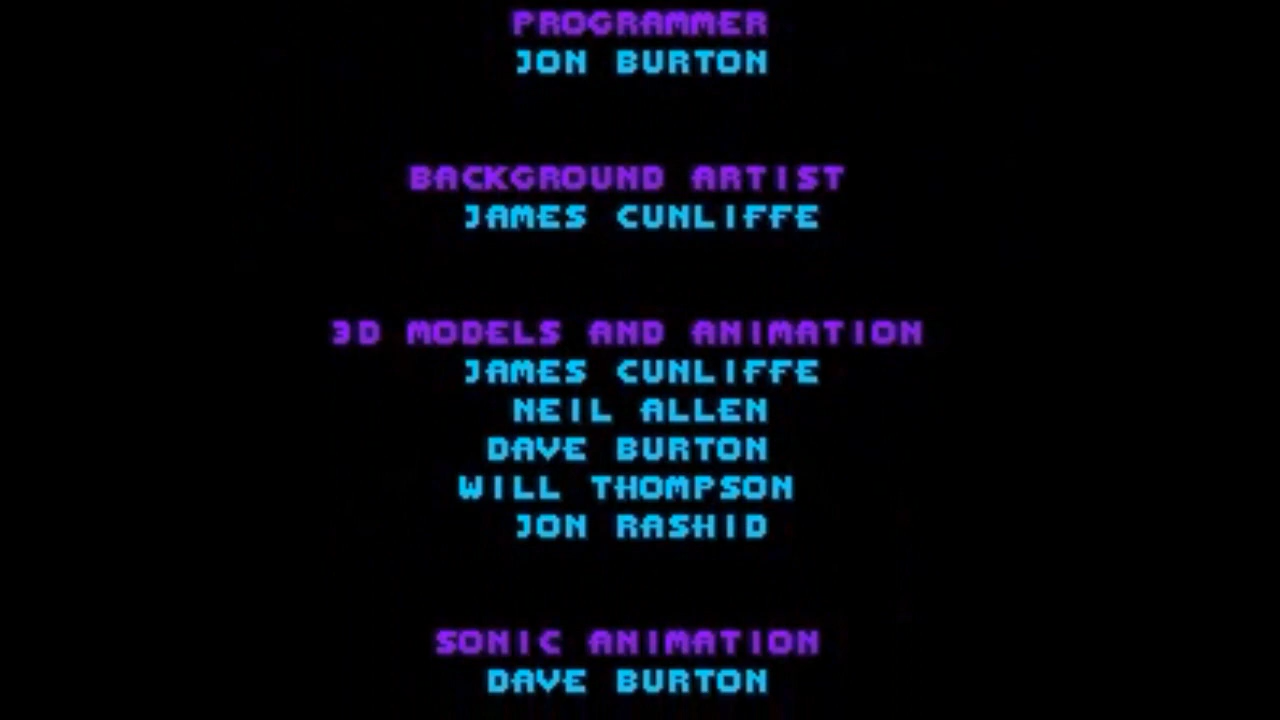 PROGRAMMER
JON BURTON
BACKGROUND ARTIST
JAMES CUNLIFFE
3D MODELS AND ANIMATION
JAMES CUNLIFFE
NEIL ALLEN
DAVE BURTON
WILL THOMPSON
JON RASHID
SONIC ANIMATION
DAVE BURTON